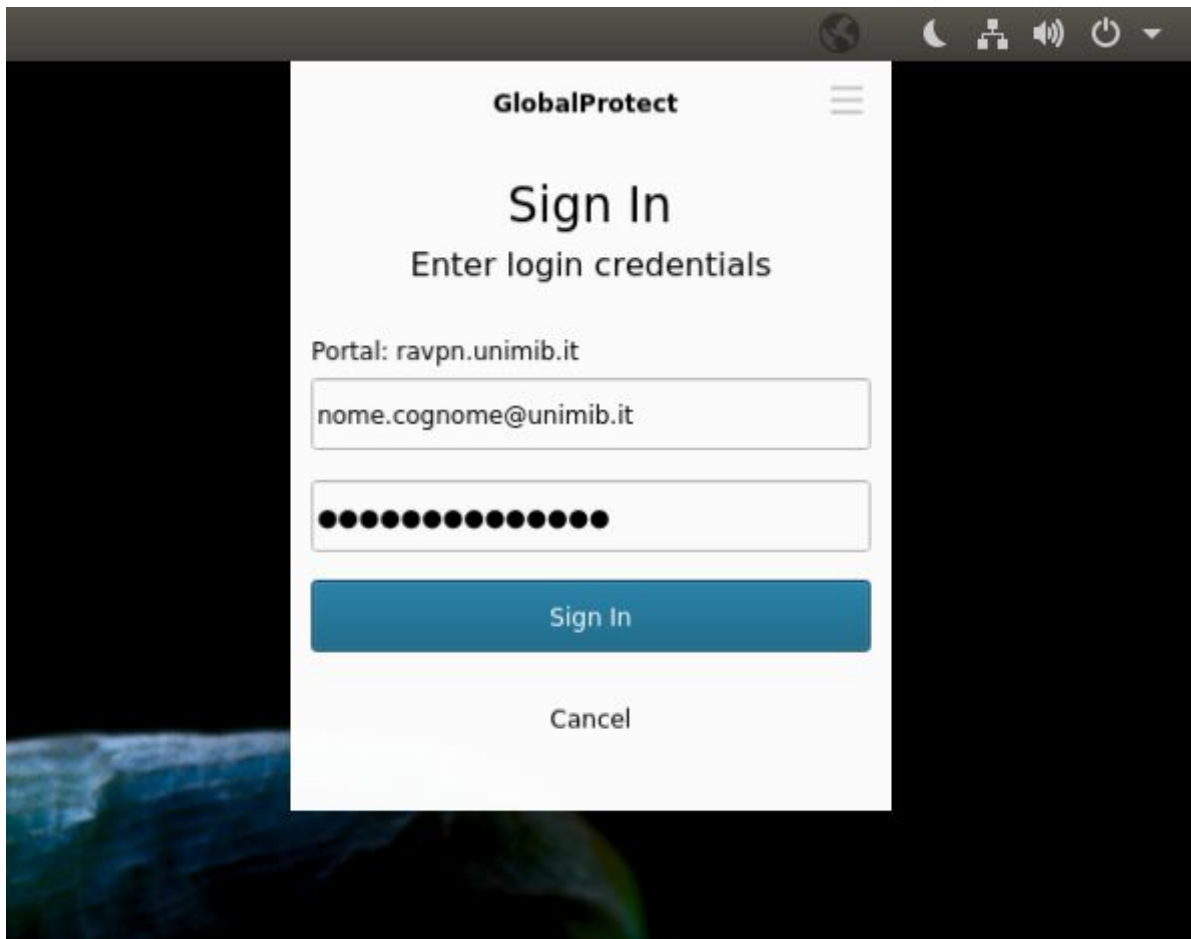 GlobalProtect
Sign In
Enter login credentials
Portal: ravpn.unimib.it
nome.cognome@unimib.it
●●●●●●●●●●●●●●
Sign In
Cancel